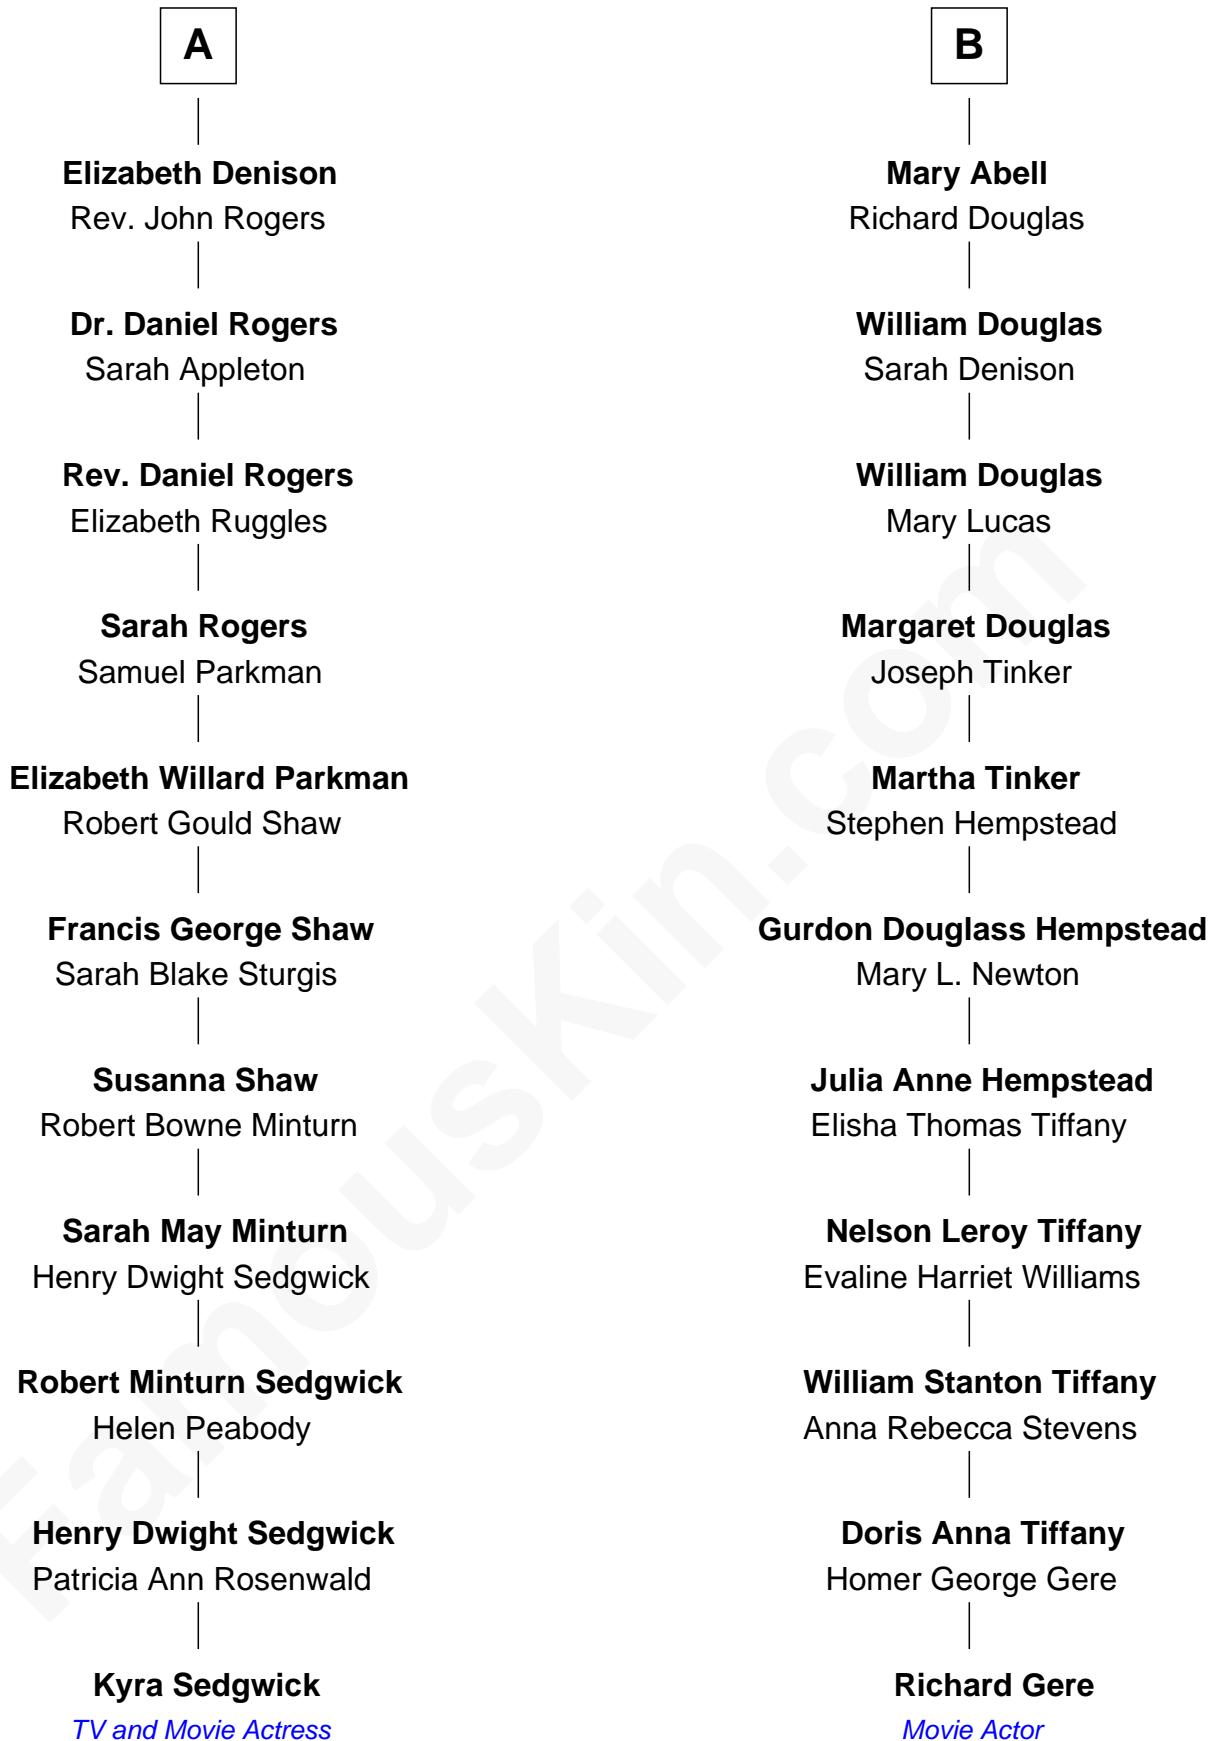 A
Elizabeth Denison
Rev. John Rogers
Dr. Daniel Rogers
Sarah Appleton
Rev. Daniel Rogers
Elizabeth Ruggles
Sarah Rogers
Samuel Parkman
Elizabeth Willard Parkman
Robert Gould Shaw
Francis George Shaw
Sarah Blake Sturgis
Susanna Shaw
Robert Bowne Minturn
Sarah May Minturn
Henry Dwight Sedgwick
Robert Minturn Sedgwick
Helen Peabody
Henry Dwight Sedgwick
Patricia Ann Rosenwald
Kyra Sedgwick
TV and Movie Actress
B
Mary Abell
Richard Douglas
William Douglas
Sarah Denison
William Douglas
Mary Lucas
Margaret Douglas
Joseph Tinker
Martha Tinker
Stephen Hempstead
Gurdon Douglass Hempstead
Mary L. Newton
Julia Anne Hempstead
Elisha Thomas Tiffany
Nelson Leroy Tiffany
Evaline Harriet Williams
William Stanton Tiffany
Anna Rebecca Stevens
Doris Anna Tiffany
Homer George Gere
Richard Gere
Movie Actor
FamousKin.com